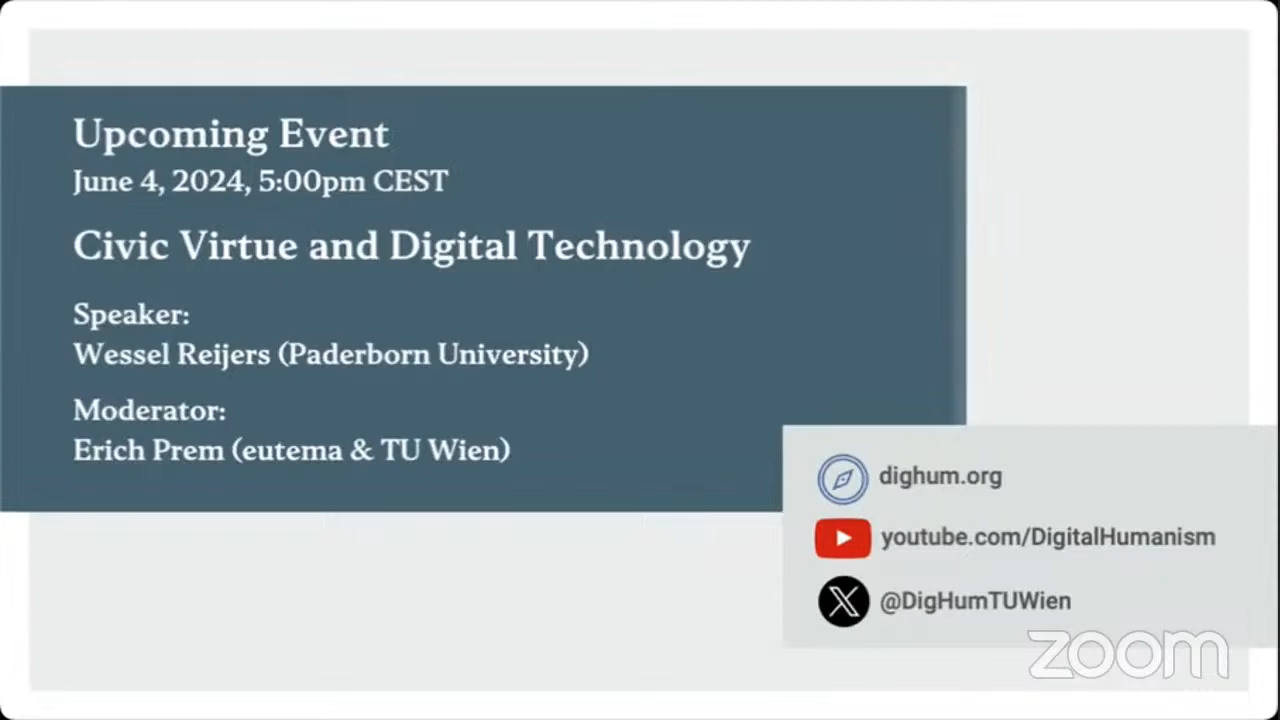 Upcoming Event
June 4, 2024, 5:00pm CEST
Civic Virtue and Digital Technology
Speaker:
Wessel Reijers (Paderborn University)
Moderator:
Erich Prem (eutema & TU Wien)
dighum.org
youtube.com/DigitalHumanism
@DigHumTUWien
zoom